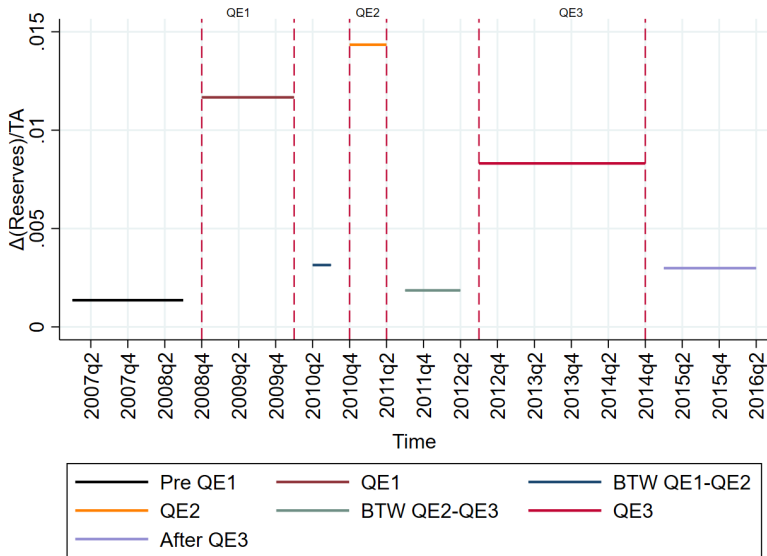 QE1 QE2 QE3
Δ(Reserves)/TA
.015
.01
.005
0
2007q2 2007q4 2008q2 2008q4 2009q2 2009q4 2010q2 2010q4 2011q2 2011q4 2012q2 2012q4 2013q2 2013q4 2014q2 2014q4 2015q2 2015q4 2016q2
Time
Pre QE1 QE1 BTW QE1-QE2
QE2 BTW QE2-QE3 QE3
After QE3